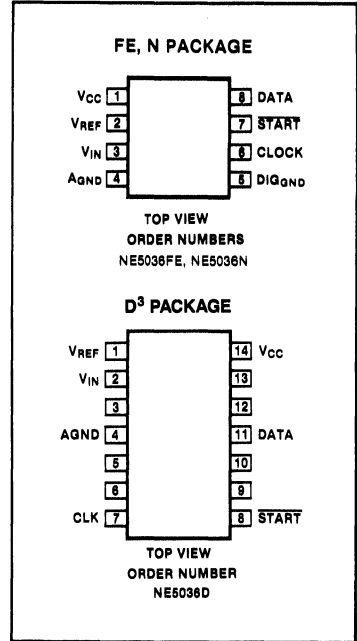 FE, N PACKAGE
VCC 1 8 DATA
VREF 2 7 START
VIN 3 6 CLOCK
AGND 4 5 DIGGND
TOP VIEW
ORDER NUMBERS
NE5036FE, NE5036N
D3 PACKAGE
VREF 1 14 VCC
VIN 2 13
3 12
AGND 4 11 DATA
5 10
6 9
CLK 7 8 START
TOP VIEW
ORDER NUMBER
NE5036D